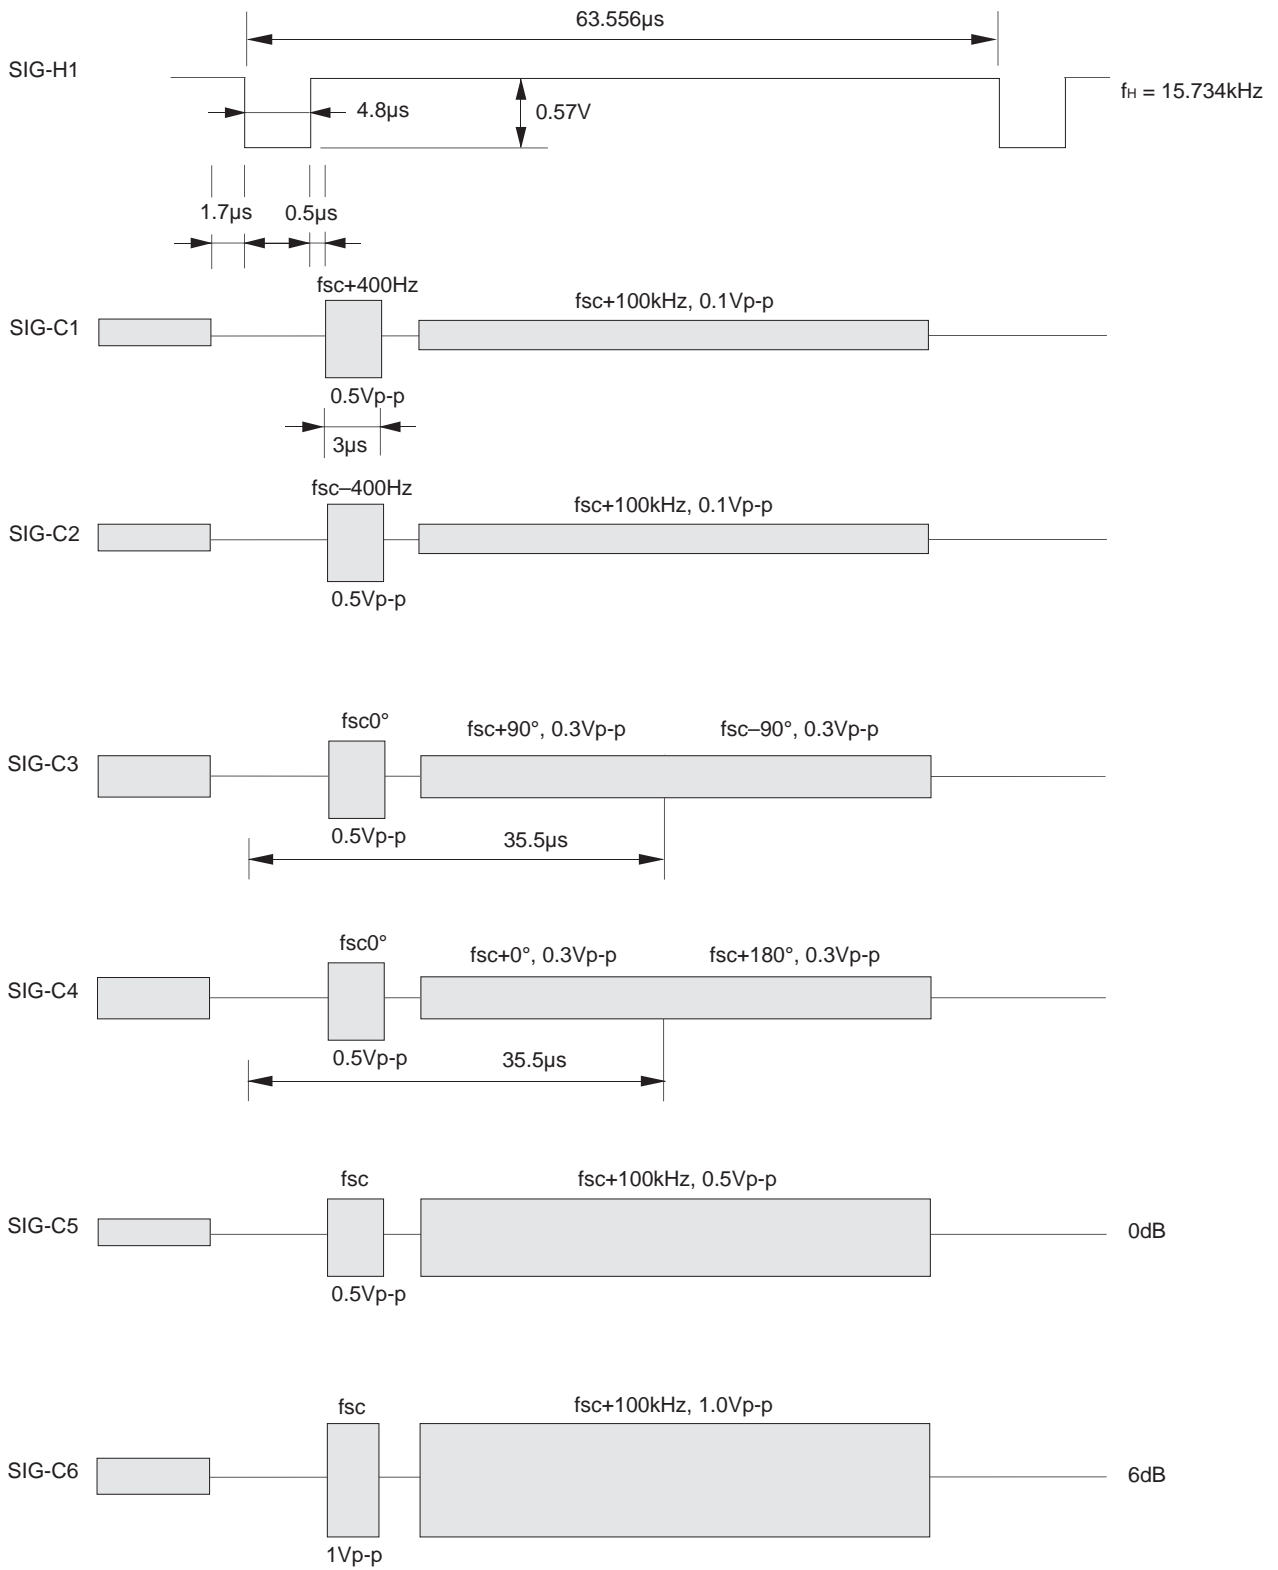 63.556µs
SIG-H1
fH = 15.734kHz
4.8µs
0.57V
1.7µs
0.5µs
fsc+400Hz
fsc+100kHz, 0.1Vp-p
SIG-C1
0.5Vp-p
3µs
fsc–400Hz
fsc+100kHz, 0.1Vp-p
SIG-C2
0.5Vp-p
fsc0°
fsc+90°, 0.3Vp-p
fsc–90°, 0.3Vp-p
SIG-C3
0.5Vp-p
35.5µs
fsc0°
fsc+0°, 0.3Vp-p
fsc+180°, 0.3Vp-p
SIG-C4
0.5Vp-p
35.5µs
fsc
fsc+100kHz, 0.5Vp-p
SIG-C5
0dB
0.5Vp-p
fsc
fsc+100kHz, 1.0Vp-p
SIG-C6
6dB
1Vp-p